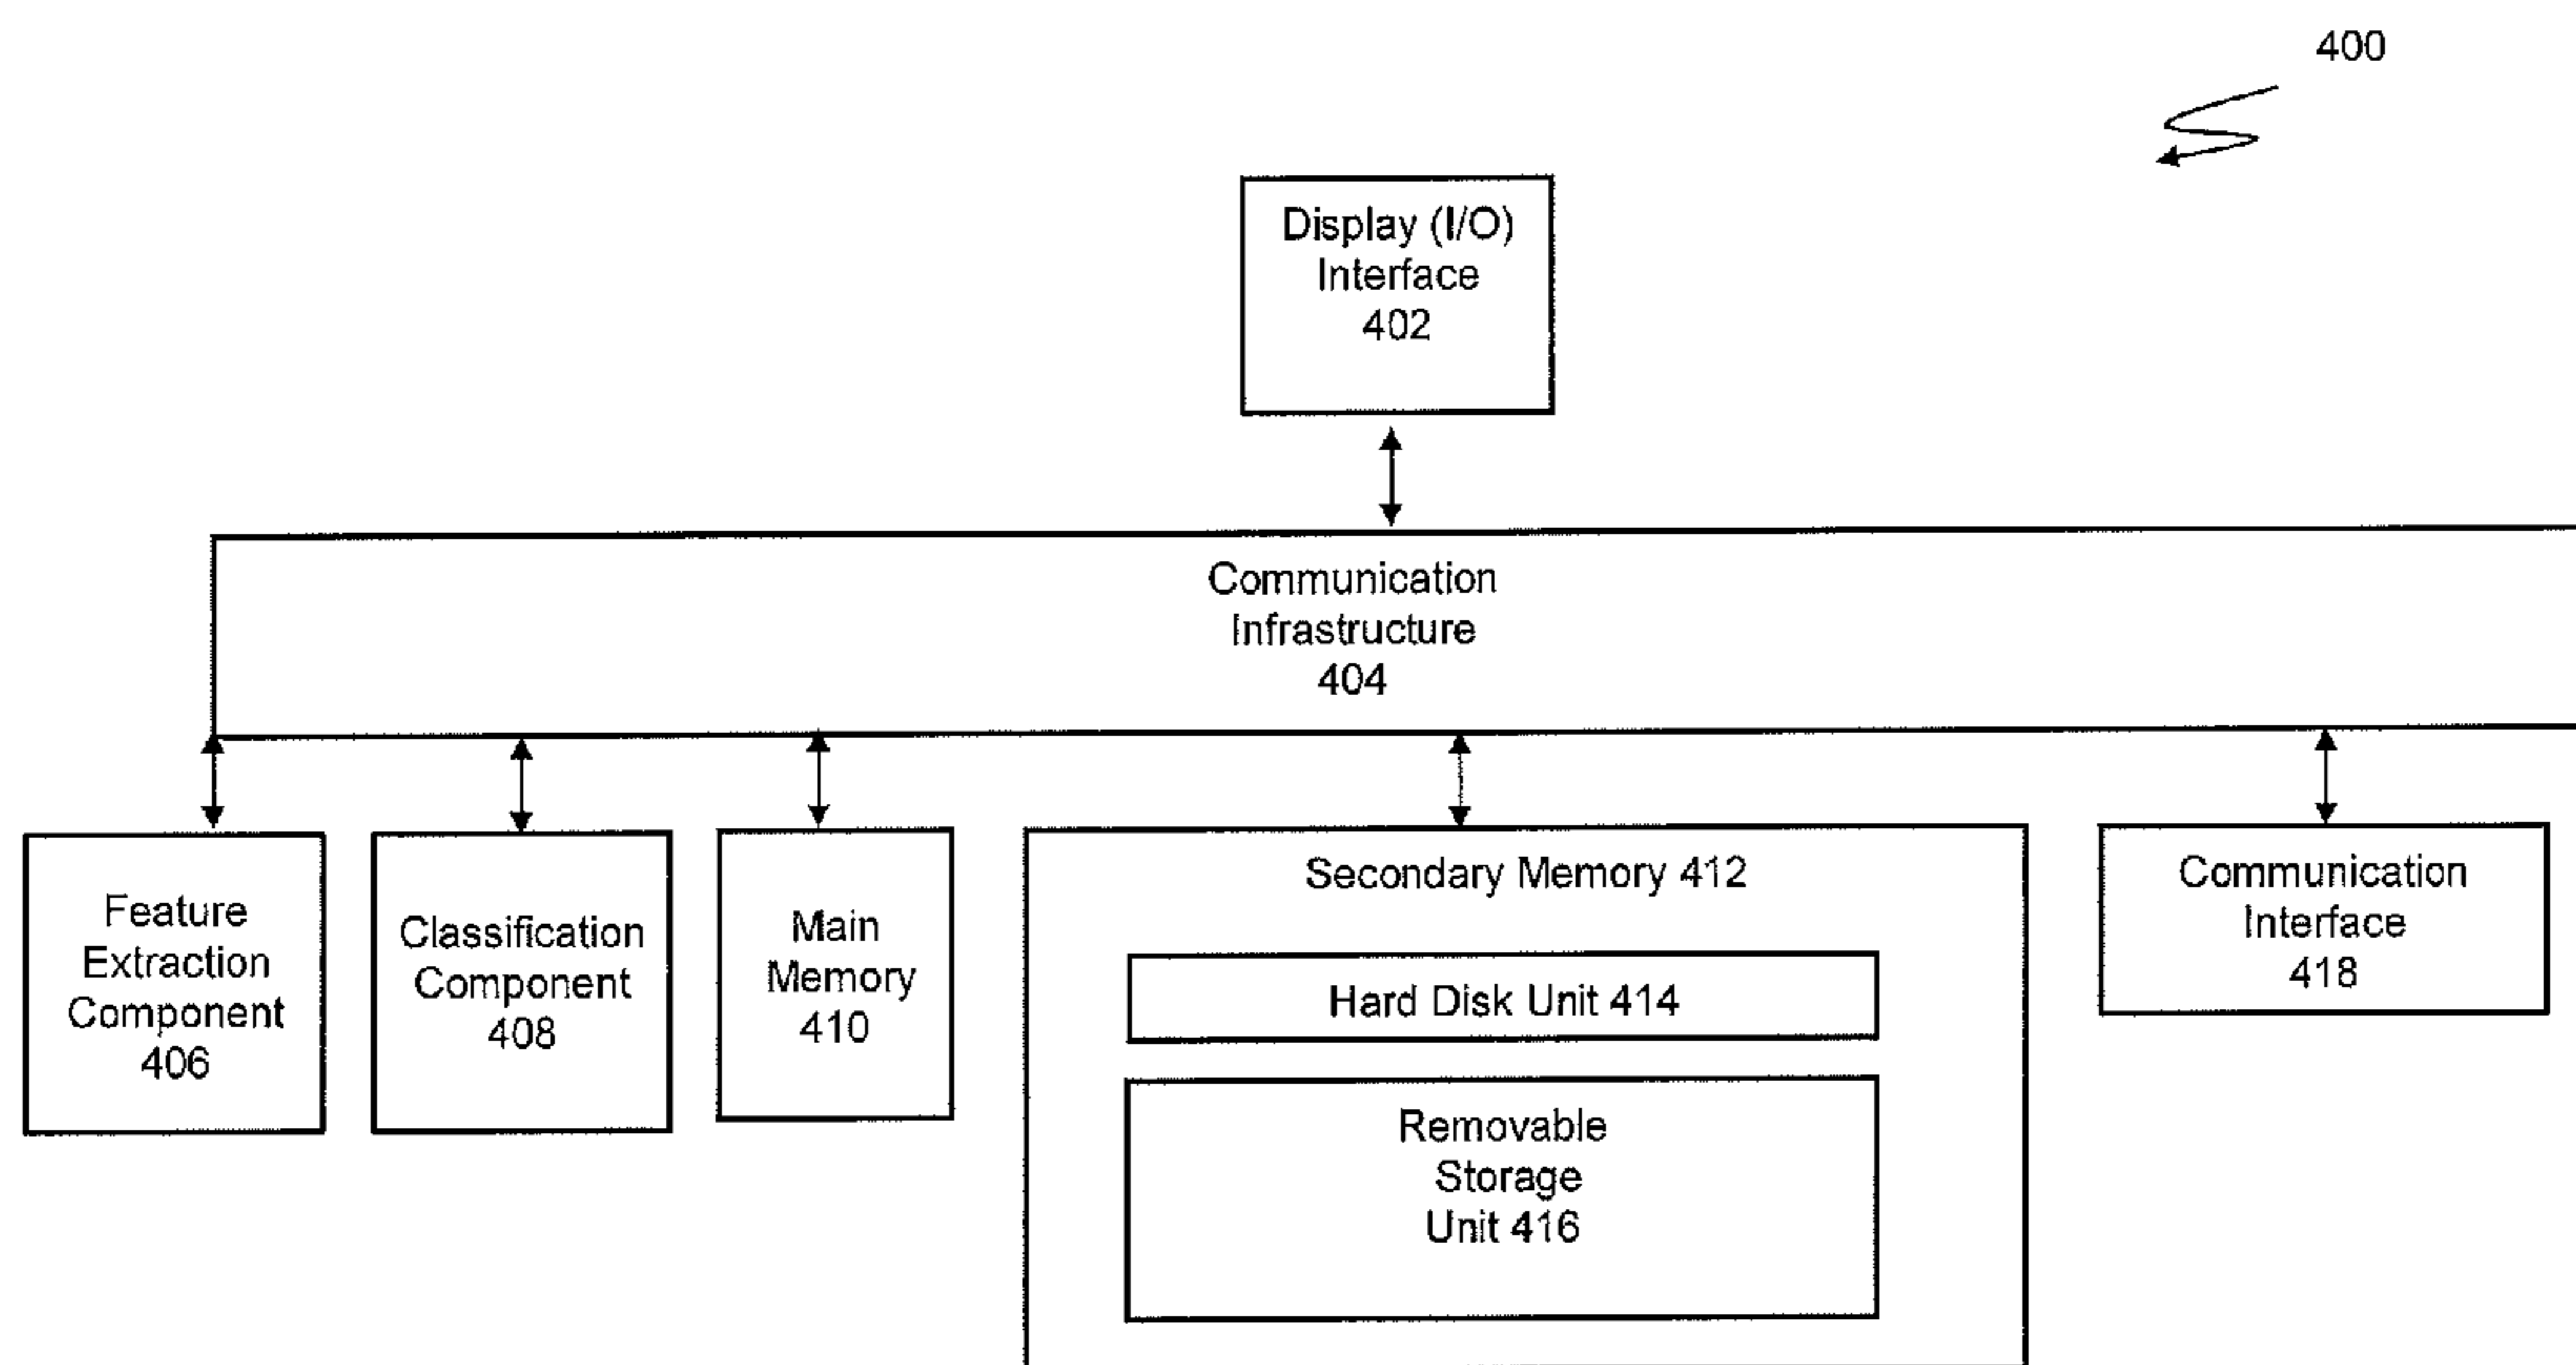 400
Display (I/O)
Interface
402
Communication
Infrastructure
404
Feature
Extraction
Component
406
Classification
Component
408
Main
Memory
410
Secondary Memory 412
Hard Disk Unit 414
Removable
Storage
Unit 416
Communication
Interface
418